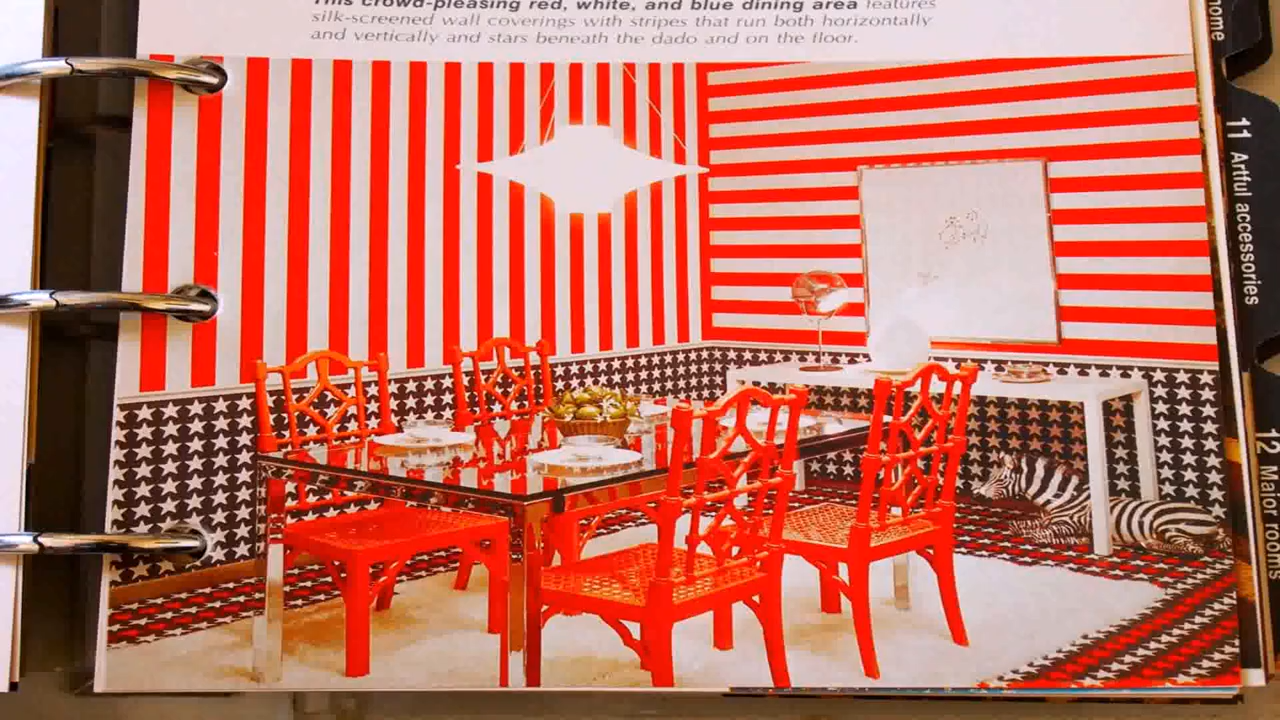 This crowd-pleasing red, white, and blue dining area features
silk-screened wall coverings with stripes that run both horizontally
and vertically and stars beneath the dado and on the floor.
home
11 Artful accessories
12 Major rooms